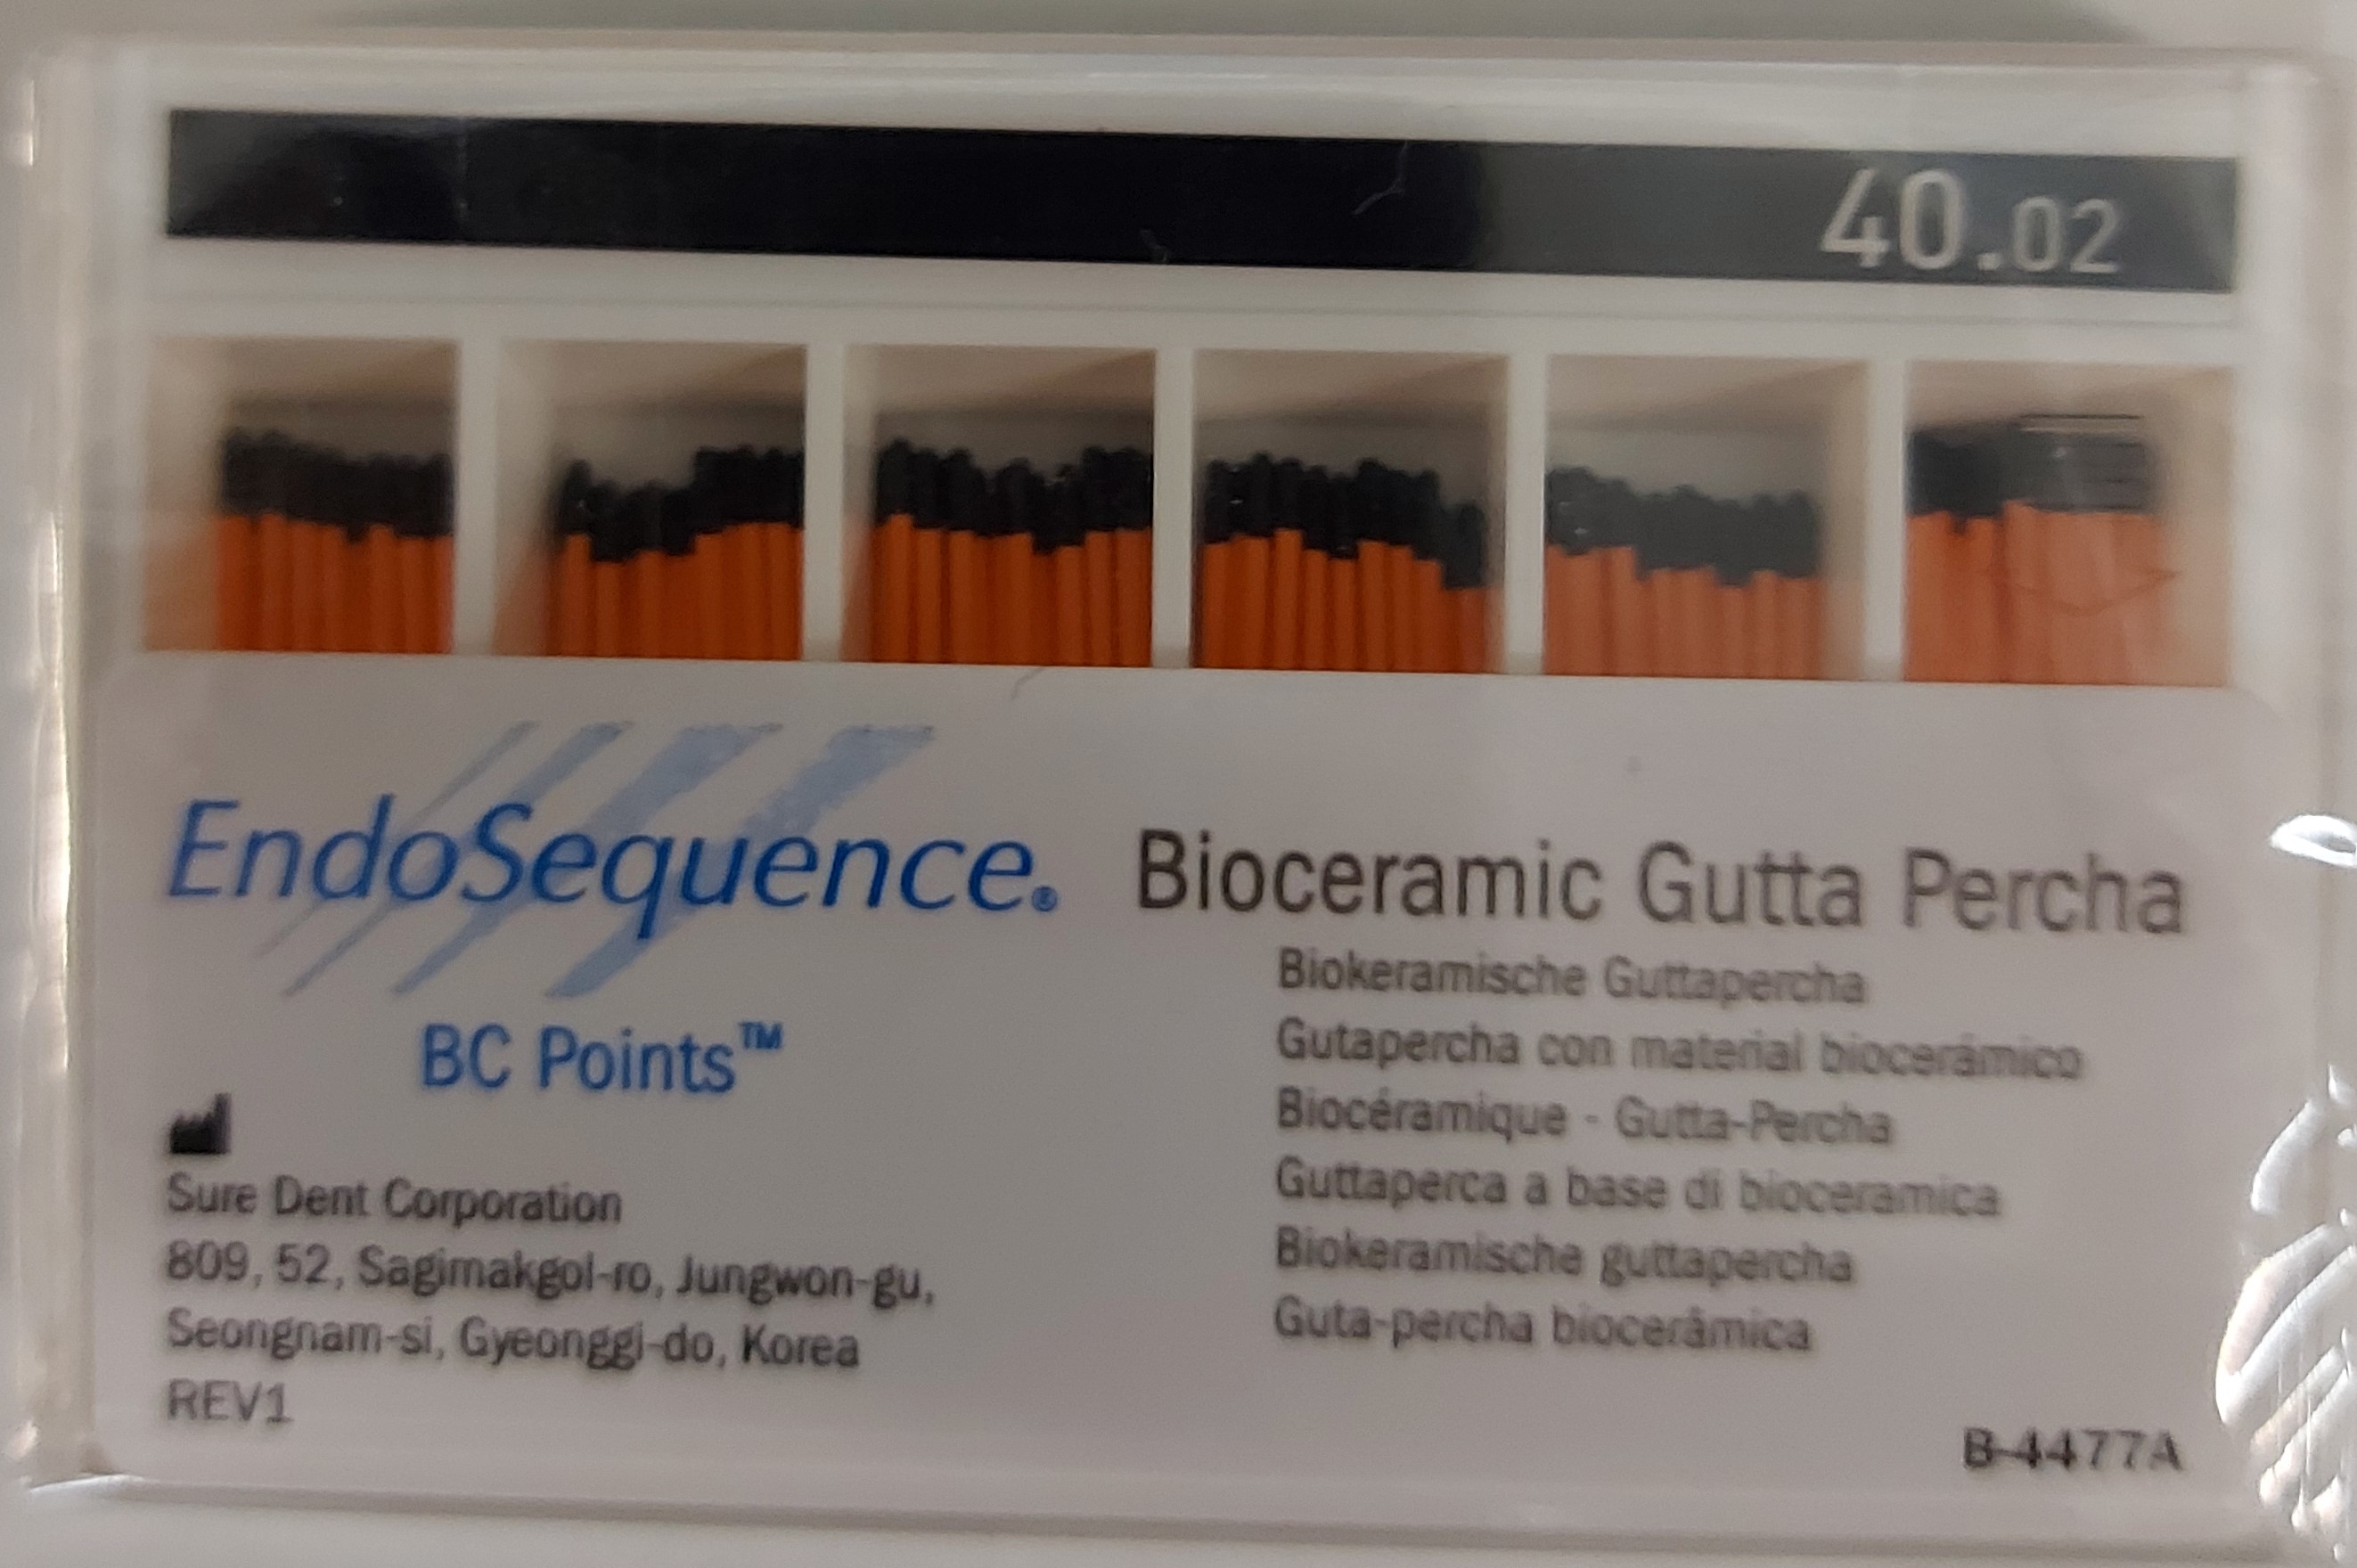 40.02
EndoSequence®
BC Points™
Bioceramic Gutta Percha
Biokeramische Guttapercha
Gutapercha con material biocerámico
Biocéramique - Gutta-Percha
Guttaperca a base di bioceramica
Biokeramische guttapercha
Guta-percha biocerâmica
Sure Dent Corporation
809, 52, Sagimakgol-ro, Jungwon-gu,
Seongnam-si, Gyeonggi-do, Korea
REV1
B-4477A